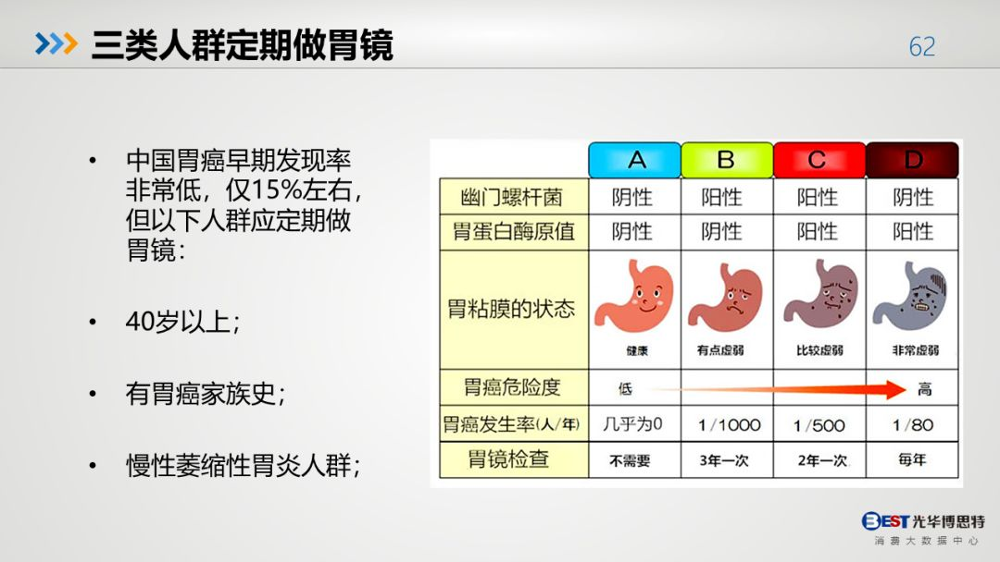 三类人群定期做胃镜
62
• 中国胃癌早期发现率
非常低，仅15%左右，
但以下人群应定期做
胃镜：
• 40岁以上；
• 有胃癌家族史；
• 慢性萎缩性胃炎人群；
A B C D
幽门螺杆菌 阴性 阳性 阳性 阴性
胃蛋白酶原值 阴性 阴性 阳性 阳性
胃粘膜的状态
健康 有点虚弱 比较虚弱 非常虚弱
胃癌危险度 低 高
胃癌发生率(人/年) 几乎为0 1/1000 1/500 1/80
胃镜检查 不需要 3年一次 2年一次 每年
BEST 光华博思特
消费大数据中心